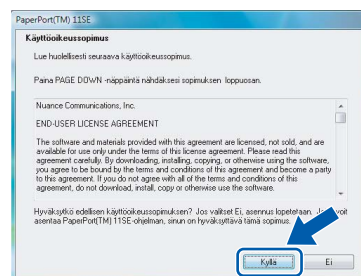 PaperPort(TM) 11SE
Käyttöoikeussopimus
Lue huolellisesti seuraava käyttöoikeussopimus.
Paina PAGE DOWN -näppäintä nähdäksesi sopimuksen loppuosan.
Nuance Communications, Inc.
END-USER LICENSE AGREEMENT
The software and materials provided with this agreement are licensed, not sold, and are
available for use only under the terms of this license agreement. Please read this
agreement carefully. By downloading, installing, copying, or otherwise using the software,
you agree to be bound by the terms and conditions of this agreement and become a party
to this agreement. If you do not agree with all of the terms and conditions of this
agreement, do not download, install, copy or otherwise use the software.
Hyväksytkö edellisen käyttöoikeussopimuksen? Jos valitset Ei, asennus lopetetaan. voit
asentaa PaperPort(TM) 11SE-ohjelman, sinun on hyväksyttävä tämä sopimus.
Kyllä
Ei